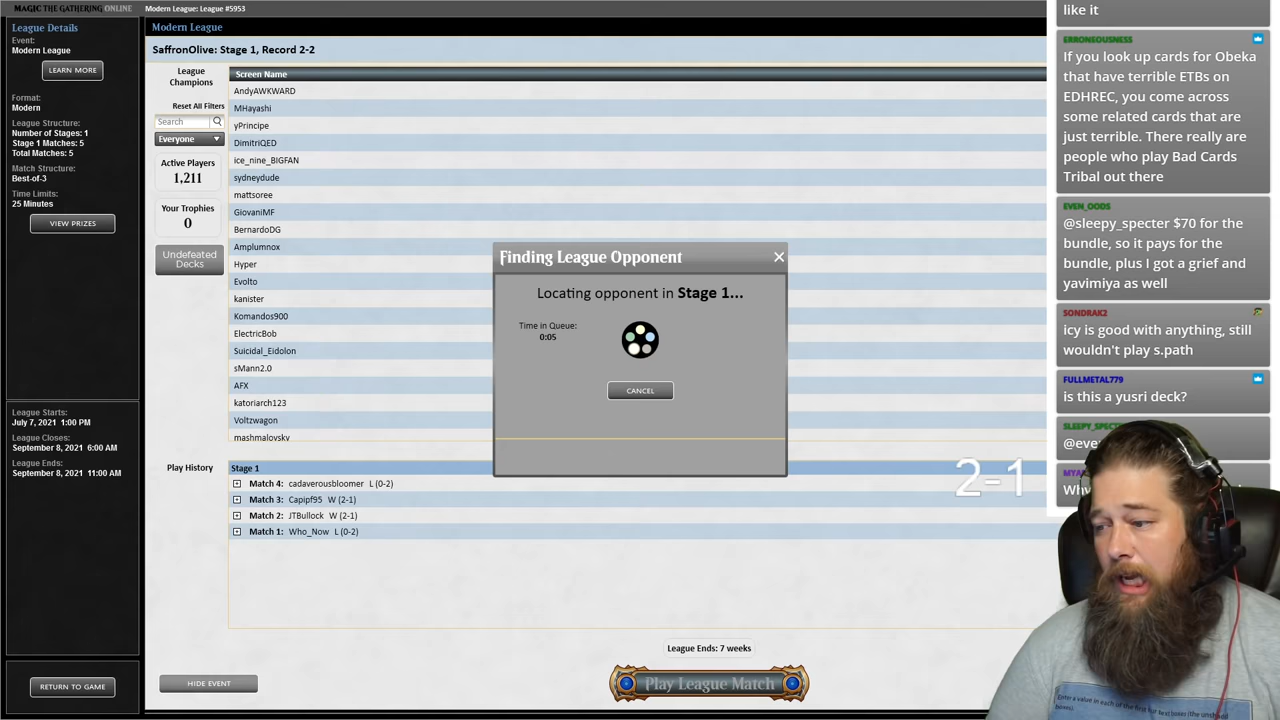 MAGIC THE GATHERING ONLINE
Modern League: League #5953
League Details
Event:
Modern League
LEARN MORE
Format:
Modern
League Structure:
Number of Stages: 1
Stage 1 Matches: 5
Total Matches: 5
Match Structure:
Best-of-3
Time Limits:
25 Minutes
VIEW PRIZES
League Starts:
July 7, 2021 1:00 PM
League Closes:
September 8, 2021 6:00 AM
League Ends:
September 8, 2021 11:00 AM
RETURN TO GAME
Modern League
SaffronOlive: Stage 1, Record 2-2
League
Champions
Reset All Filters
Search
Everyone
Active Players
1,211
Your Trophies
0
Undefeated
Decks
Screen Name
AndyAWKWARD
MHayashi
yPrincipe
DimitriQED
ice_nine_BIGFAN
sydneydude
mattsoree
GiovaniMF
BernardoDG
Amplumnox
Hyper
Evolto
kanister
Komandos900
ElectricBob
Suicidal_Eidolon
sMann2.0
AFX
katoriarch123
Voltzwagon
mashmalovsky
Finding League Opponent
Locating opponent in Stage 1...
Time in Queue:
0:05
CANCEL
Play History
Stage 1
Match 4: cadaverousbloomer L (0-2)
Match 3: Capipf95 W (2-1)
Match 2: JTBullock W (2-1)
Match 1: Who_Now L (0-2)
2-1
League Ends: 7 weeks
HIDE EVENT
Play League Match
like it
ERRONEOUSNESS
If you look up cards for Obeka
that have terrible ETBs on
EDHREC, you come across
some related cards that are
just terrible. There really are
people who play Bad Cards
Tribal out there
EVEN_ODDS
@sleepy_specter $70 for the
bundle, so it pays for the
bundle, plus I got a grief and
yavimiya as well
SONDRAK2
icy is good with anything, still
wouldn't play s.path
FULLMETAL779
is this a yusri deck?
Enter a value in each of the first